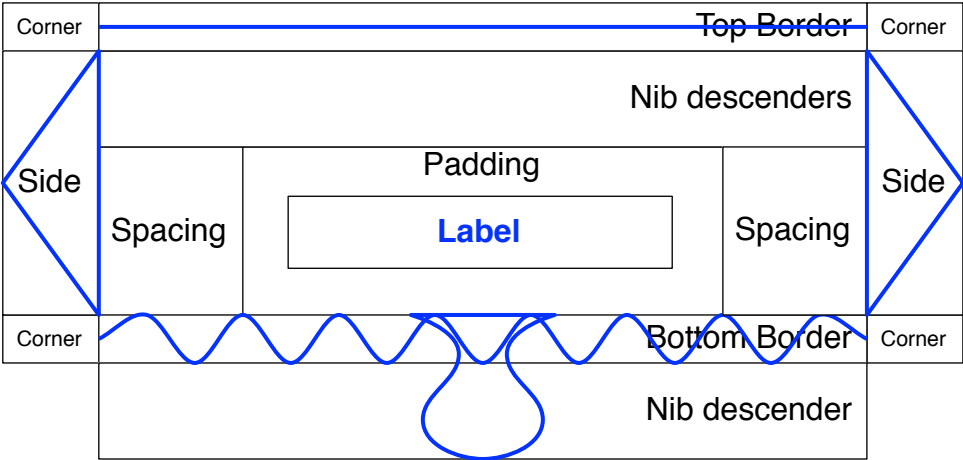 Corner Top Border Corner
Nib descenders
Padding
Side Side
Spacing Label Spacing
Corner Bottom Border Corner
Nib descender